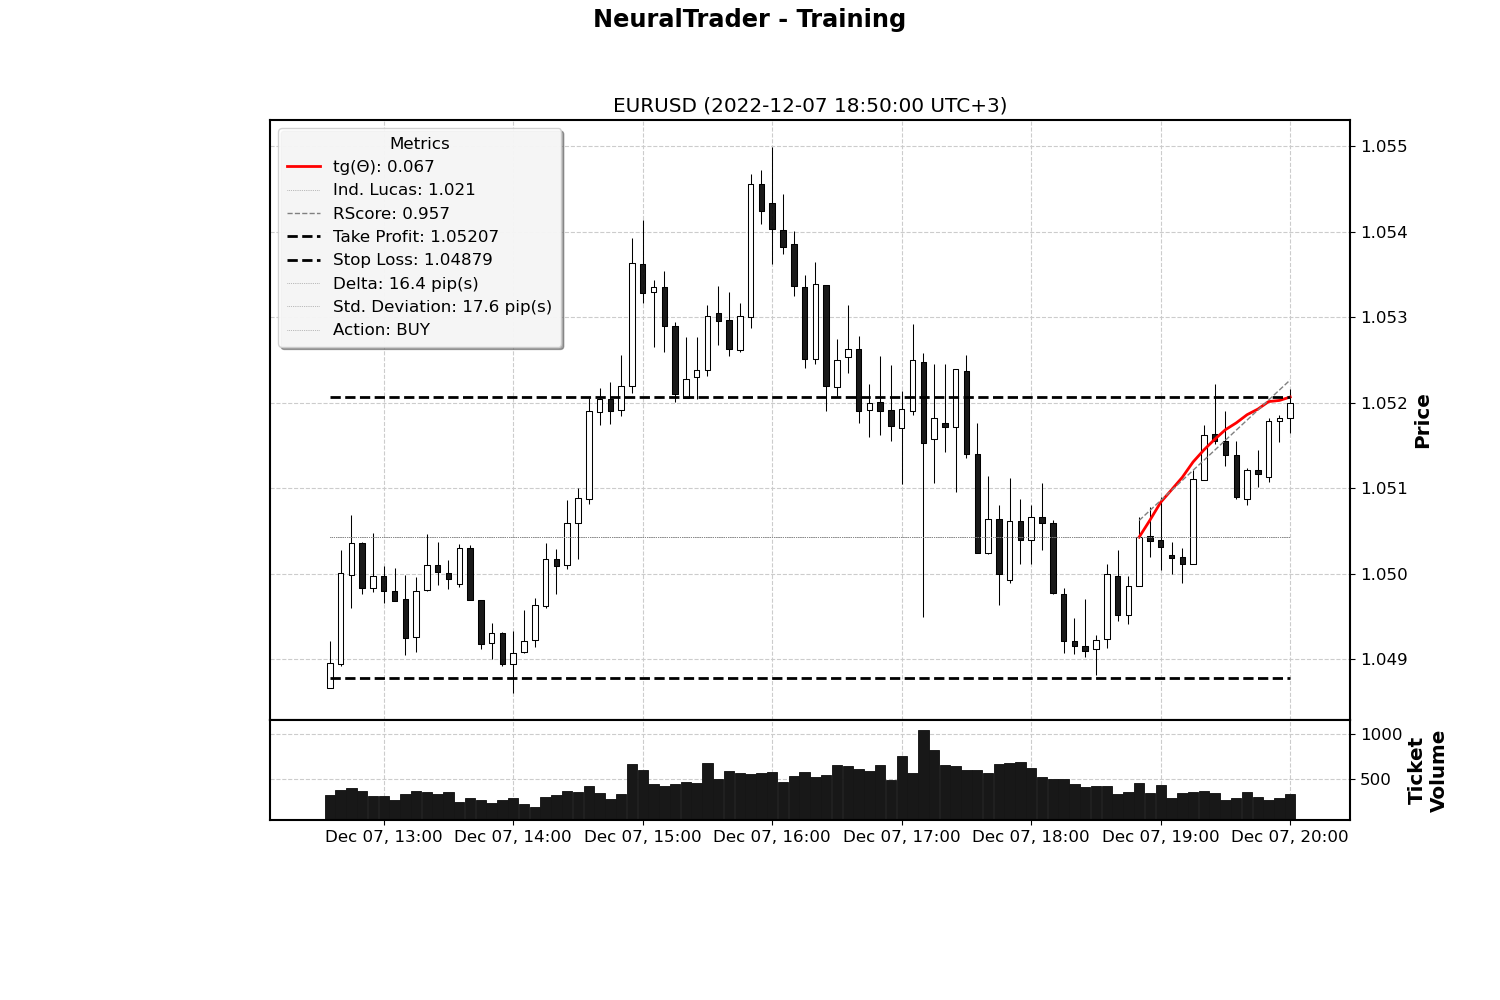 NeuralTrader - Training
EURUSD (2022-12-07 18:50:00 UTC+3)
Metrics
tg(Θ): 0.067
Ind. Lucas: 1.021
RScore: 0.957
Take Profit: 1.05207
Stop Loss: 1.04879
Delta: 16.4 pip(s)
Std. Deviation: 17.6 pip(s)
Action: BUY
1.055
1.054
1.053
1.052
1.051
1.050
1.049
Price
1000
500
Ticket
Volume
Dec 07, 13:00 Dec 07, 14:00 Dec 07, 15:00 Dec 07, 16:00 Dec 07, 17:00 Dec 07, 18:00 Dec 07, 19:00 Dec 07, 20:00